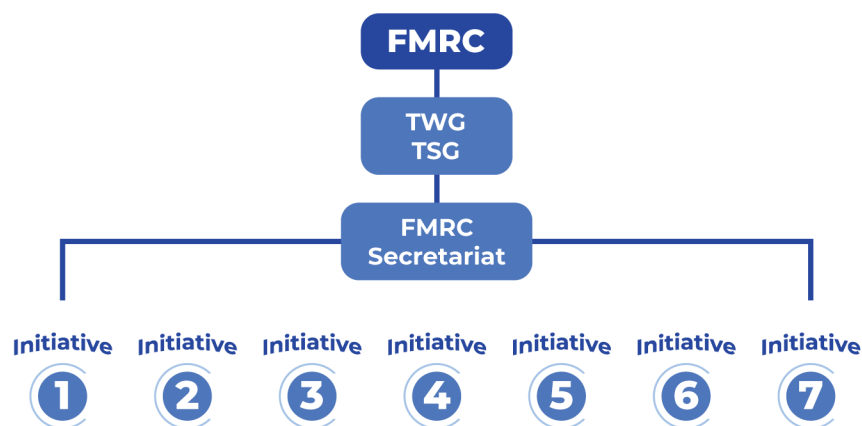 FMRC
TWG
TSG
FMRC
Secretariat
Initiative Initiative Initiative Initiative Initiative Initiative Initiative
1 2 3 4 5 6 7